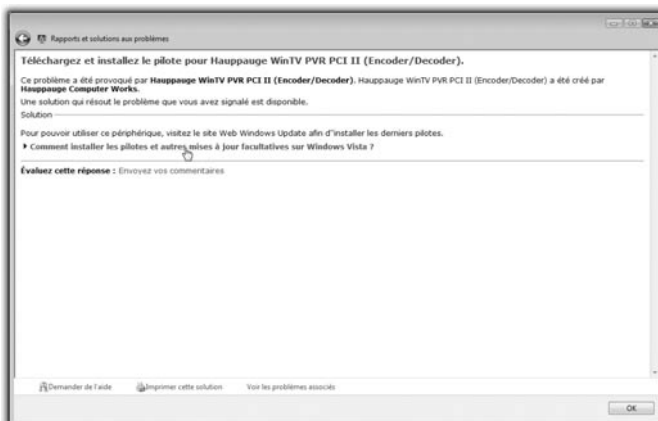 Rapports et solutions aux problèmes
Téléchargez et installez le pilote pour Hauppauge WinTV PVR PCI II (Encoder/Decoder).
Ce problème a été provoqué par Hauppauge WinTV PVR PCI II (Encoder/Decoder). Hauppauge WinTV PVR PCI II (Encoder/Decoder) a été créé par
Hauppauge Computer Works.
Une solution qui résout le problème que vous avez signalé est disponible.
Solution
Pour pouvoir utiliser ce périphérique, visitez le site Web Windows Update afin d"installer les derniers pilotes.
Comment installer les pilotes et autres mises à jour facultatives sur Windows Vista ?
Évaluez cette réponse : Envoyez vos commentaires
Demander de l'aide Imprimer cette solution Voir les problèmes associés
OK